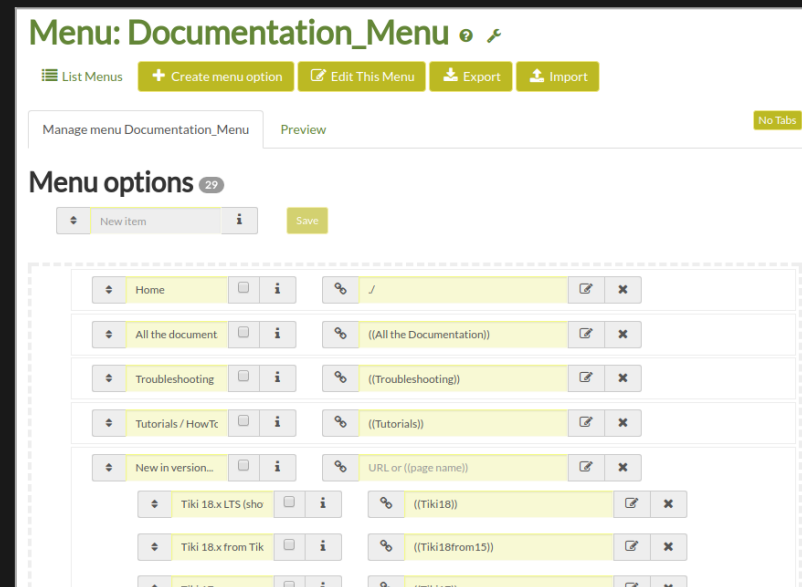 Menu: Documentation_Menu
List Menus Create menu option Edit This Menu Export Import
Manage menu Documentation_Menu Preview No Tabs
Menu options 29
New item Save
Home ./
All the document ((All the Documentation))
Troubleshooting ((Troubleshooting))
Tutorials / HowTo ((Tutorials))
New in version... URL or ((page name))
Tiki 18.x LTS (sho ((Tiki18))
Tiki 18.x from Tik ((Tiki18from15))